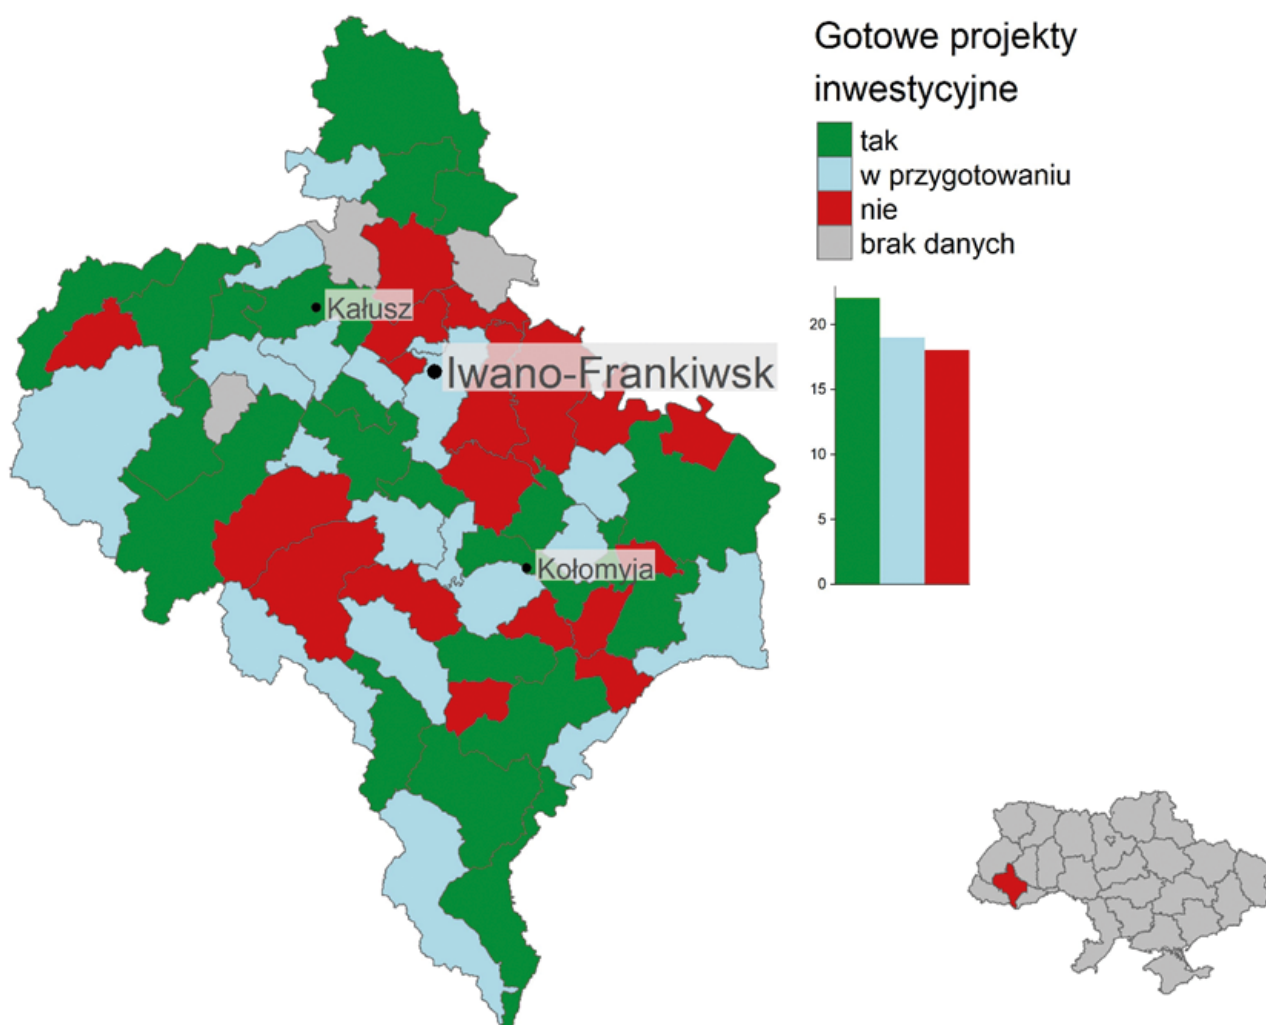 Gotowe projekty
inwestycyjne
tak
w przygotowaniu
nie
brak danych
Kałusz
Iwano-Frankiwsk
Kołomyja
20
15
10
5
0